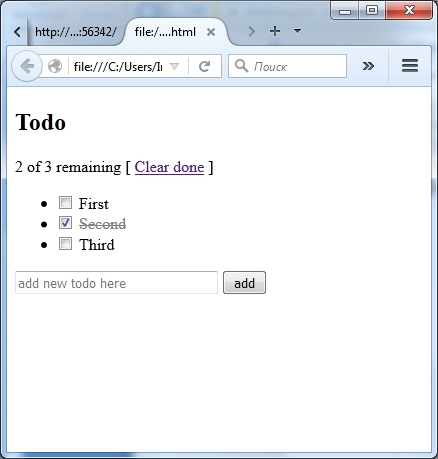 http://...:56342/
file:/....html
file:///C:/Users/Ir
Поиск
Todo
2 of 3 remaining [ Clear done ]
First
Second
Third
add new todo here
add